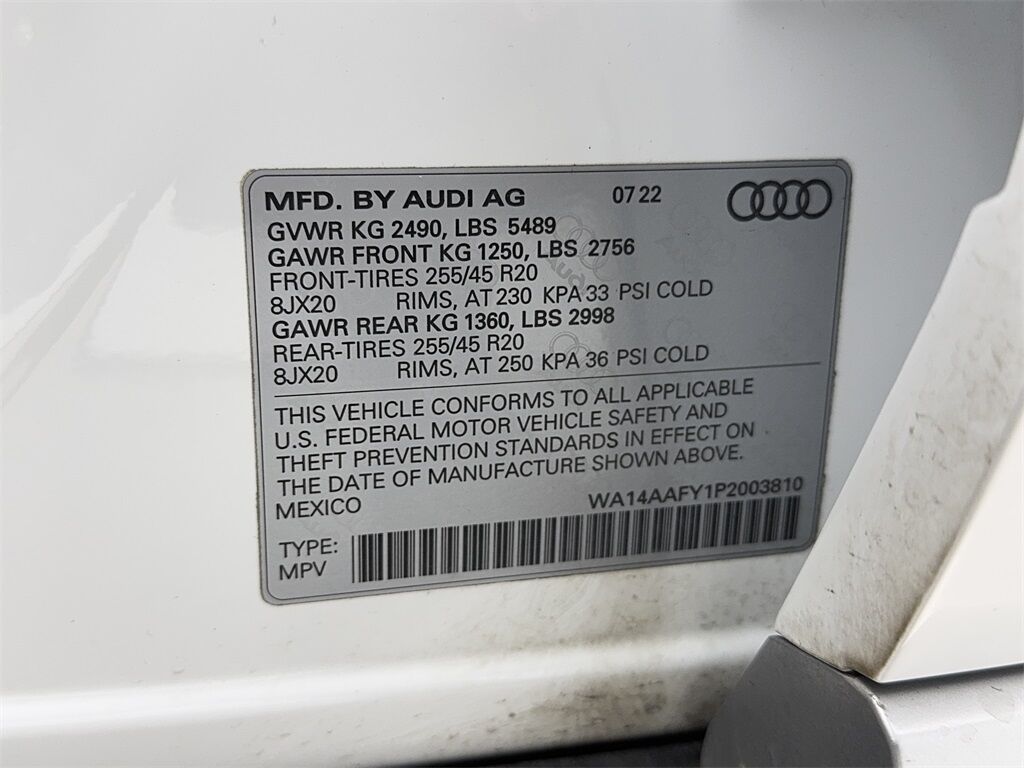 MFD. BY AUDI AG 07 22
GVWR KG 2490, LBS 5489
GAWR FRONT KG 1250, LBS 2756
FRONT-TIRES 255/45 R20
8JX20 RIMS, AT 230 KPA 33 PSI COLD
GAWR REAR KG 1360, LBS 2998
REAR-TIRES 255/45 R20
8JX20 RIMS, AT 250 KPA 36 PSI COLD
THIS VEHICLE CONFORMS TO ALL APPLICABLE
U.S. FEDERAL MOTOR VEHICLE SAFETY AND
THEFT PREVENTION STANDARDS IN EFFECT ON
THE DATE OF MANUFACTURE SHOWN ABOVE.
MEXICO WA14AAFY1P2003810
TYPE:
MPV